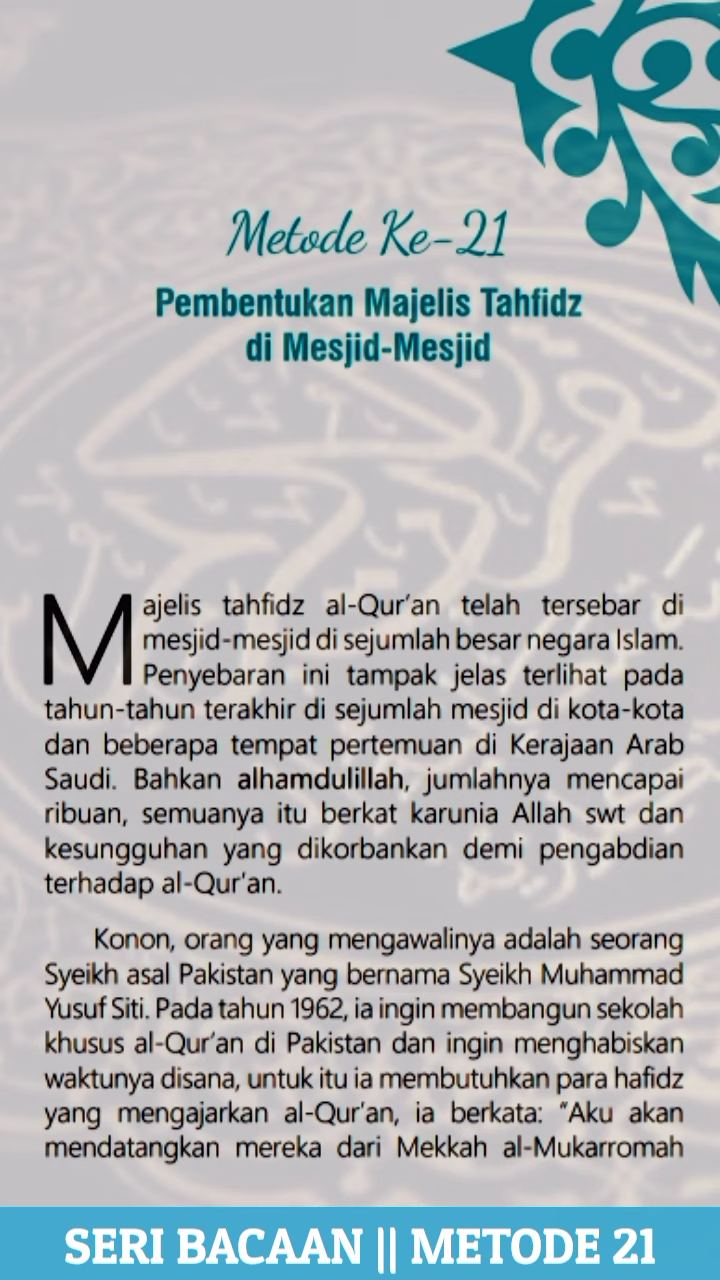 Metode Ke-21
Pembentukan Majelis Tahfidz
di Mesjid-Mesjid
Majelis tahfidz al-Qur'an telah tersebar di
mesjid-mesjid di sejumlah besar negara Islam.
Penyebaran ini tampak jelas terlihat pada
tahun-tahun terakhir di sejumlah mesjid di kota-kota
dan beberapa tempat pertemuan di Kerajaan Arab
Saudi. Bahkan alhamdulillah, jumlahnya mencapai
ribuan, semuanya itu berkat karunia Allah swt dan
kesungguhan yang dikorbankan demi pengabdian
terhadap al-Qur'an.
Konon, orang yang mengawalinya adalah seorang
Syeikh asal Pakistan yang bernama Syeikh Muhammad
Yusuf Siti. Pada tahun 1962, ia ingin membangun sekolah
khusus al-Qur'an di Pakistan dan ingin menghabiskan
waktunya disana, untuk itu ia membutuhkan para hafidz
yang mengajarkan al-Qur'an, ia berkata: "Aku akan
mendatangkan mereka dari Mekkah al-Mukarromah
SERI BACAAN || METODE 21